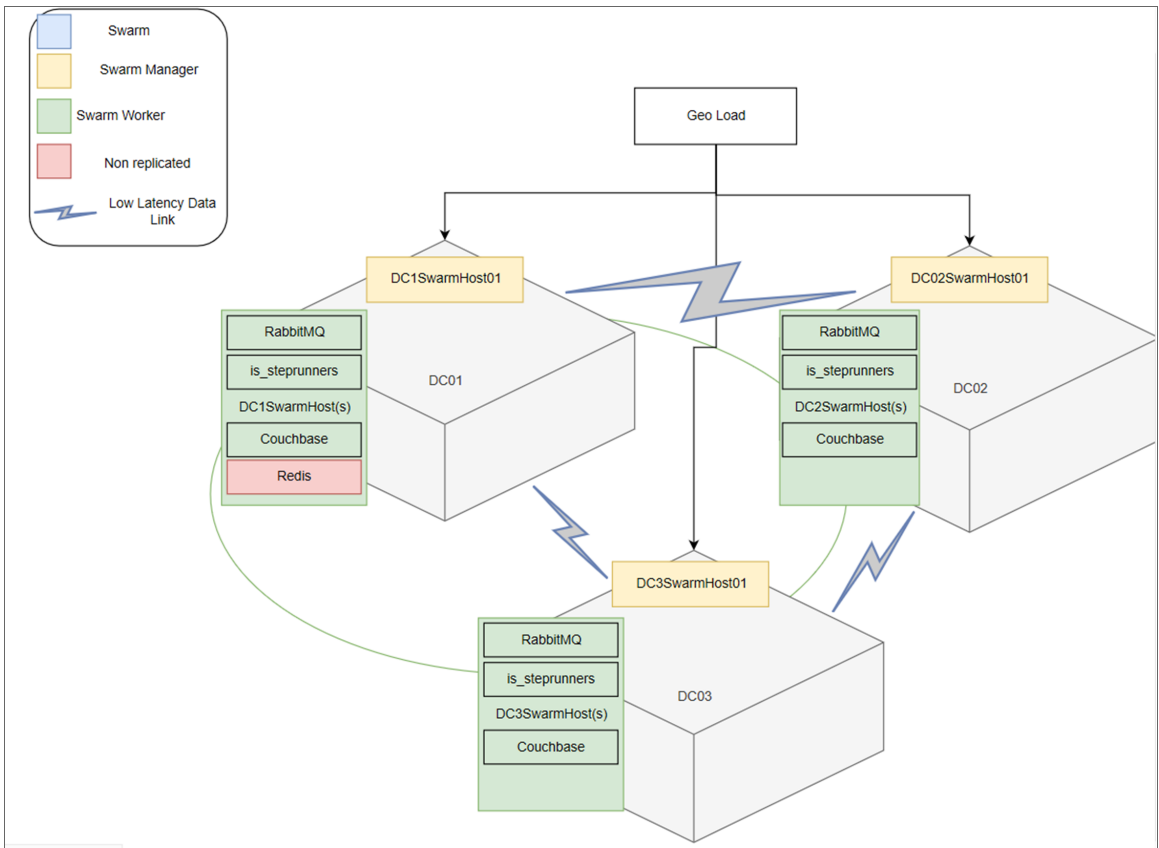 Swarm
Swarm Manager
Swarm Worker
Non replicated
Low Latency Data
Link
Geo Load
DC1SwarmHost01
RabbitMQ
is_steprunners
DC1SwarmHost(s)
Couchbase
Redis
DC01
DC02SwarmHost01
RabbitMQ
is_steprunners
DC2SwarmHost(s)
Couchbase
DC02
DC3SwarmHost01
RabbitMQ
is_steprunners
DC3SwarmHost(s)
Couchbase
DC03